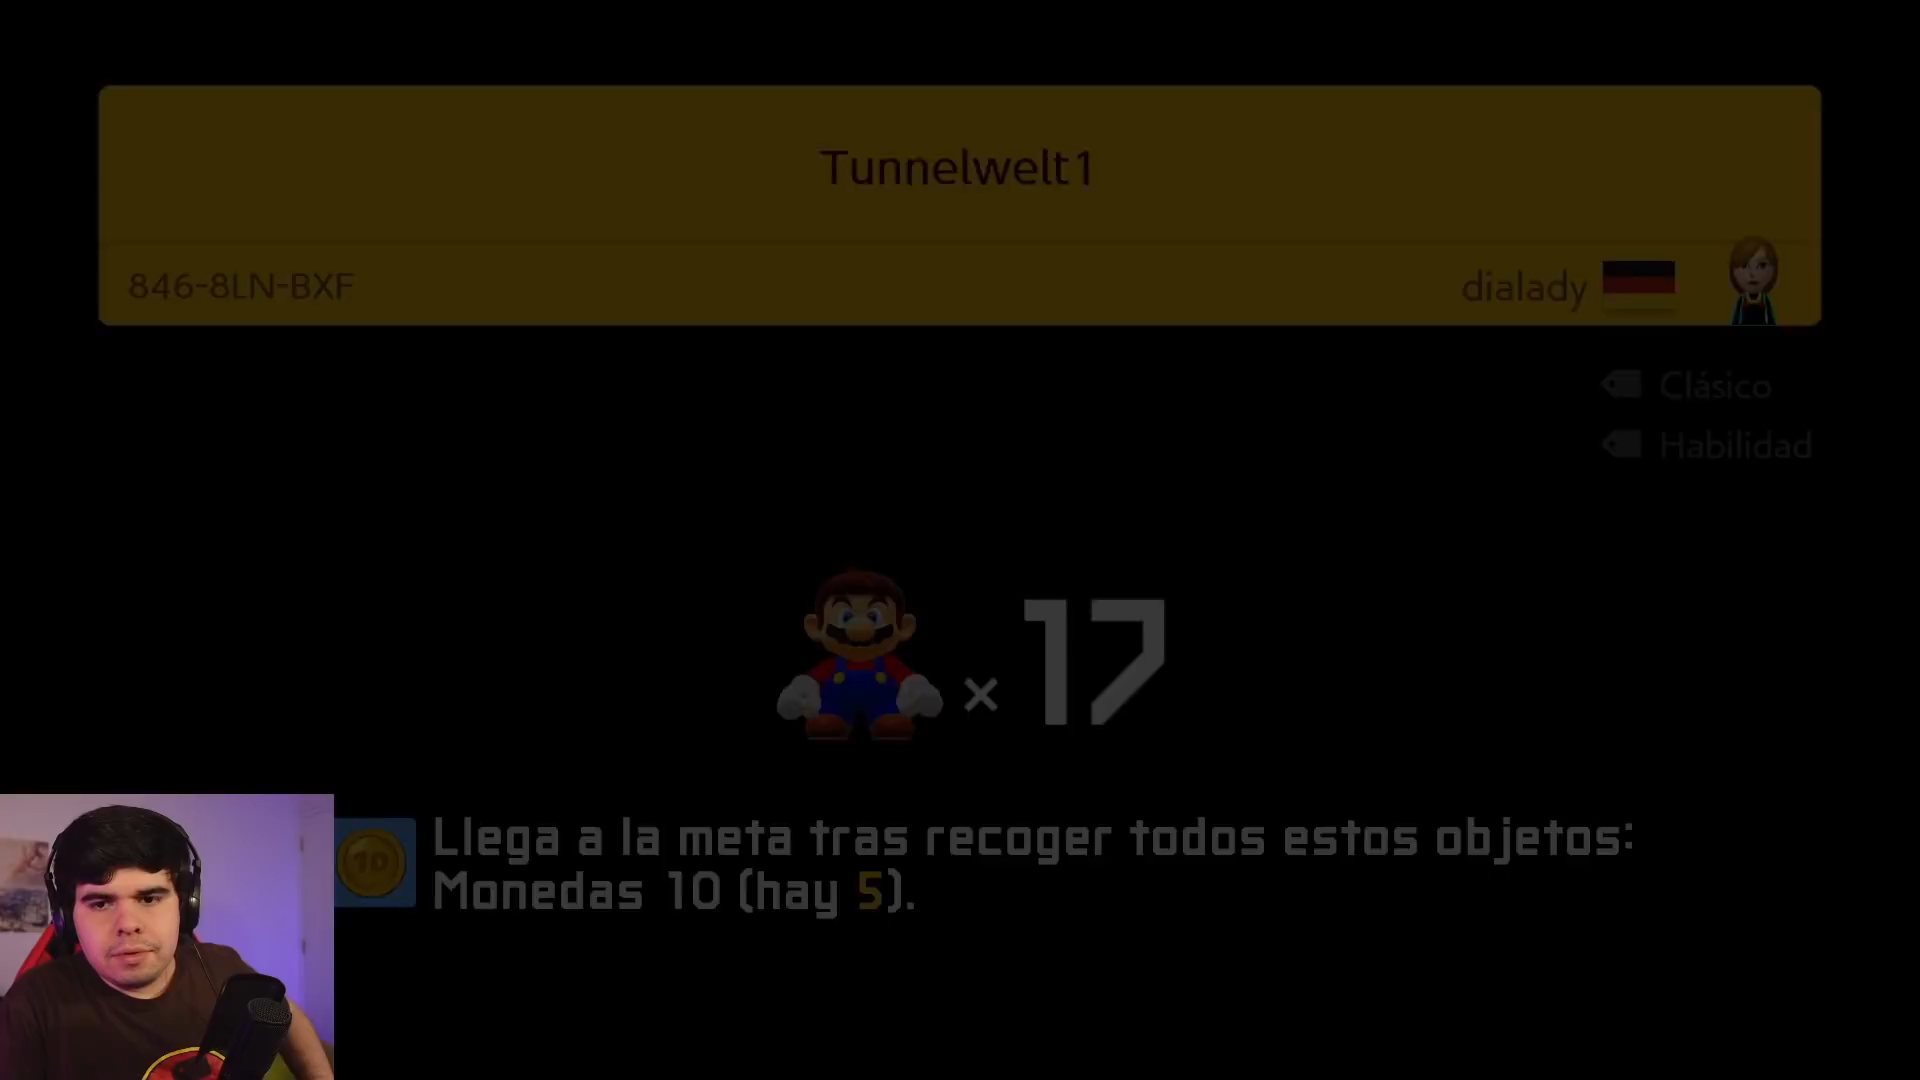 Tunnelwelt1
846-8LN-BXF
dialady
Clásico
Habilidad
× 17
10
Llega a la meta tras recoger todos estos objetos:
Monedas 10 (hay 5).